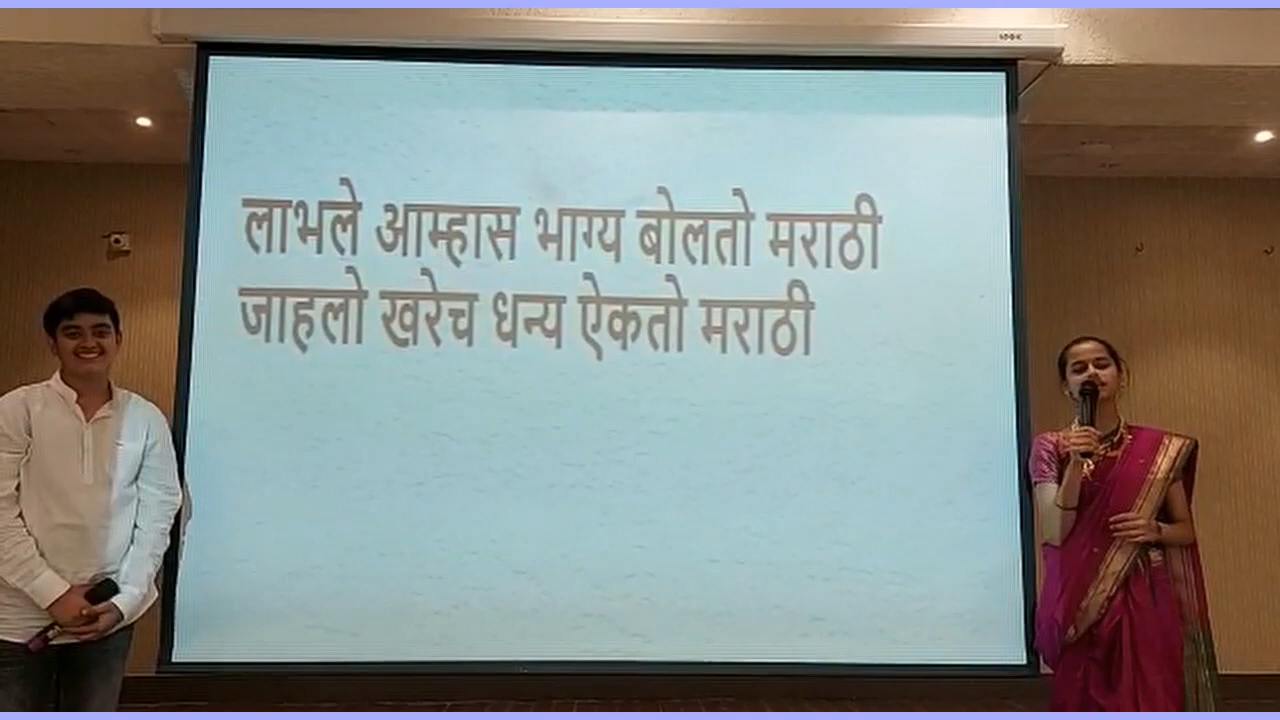 लाभले आम्हास भाग्य बोलतो मराठी
जाहलो खरेच धन्य ऐकतो मराठी